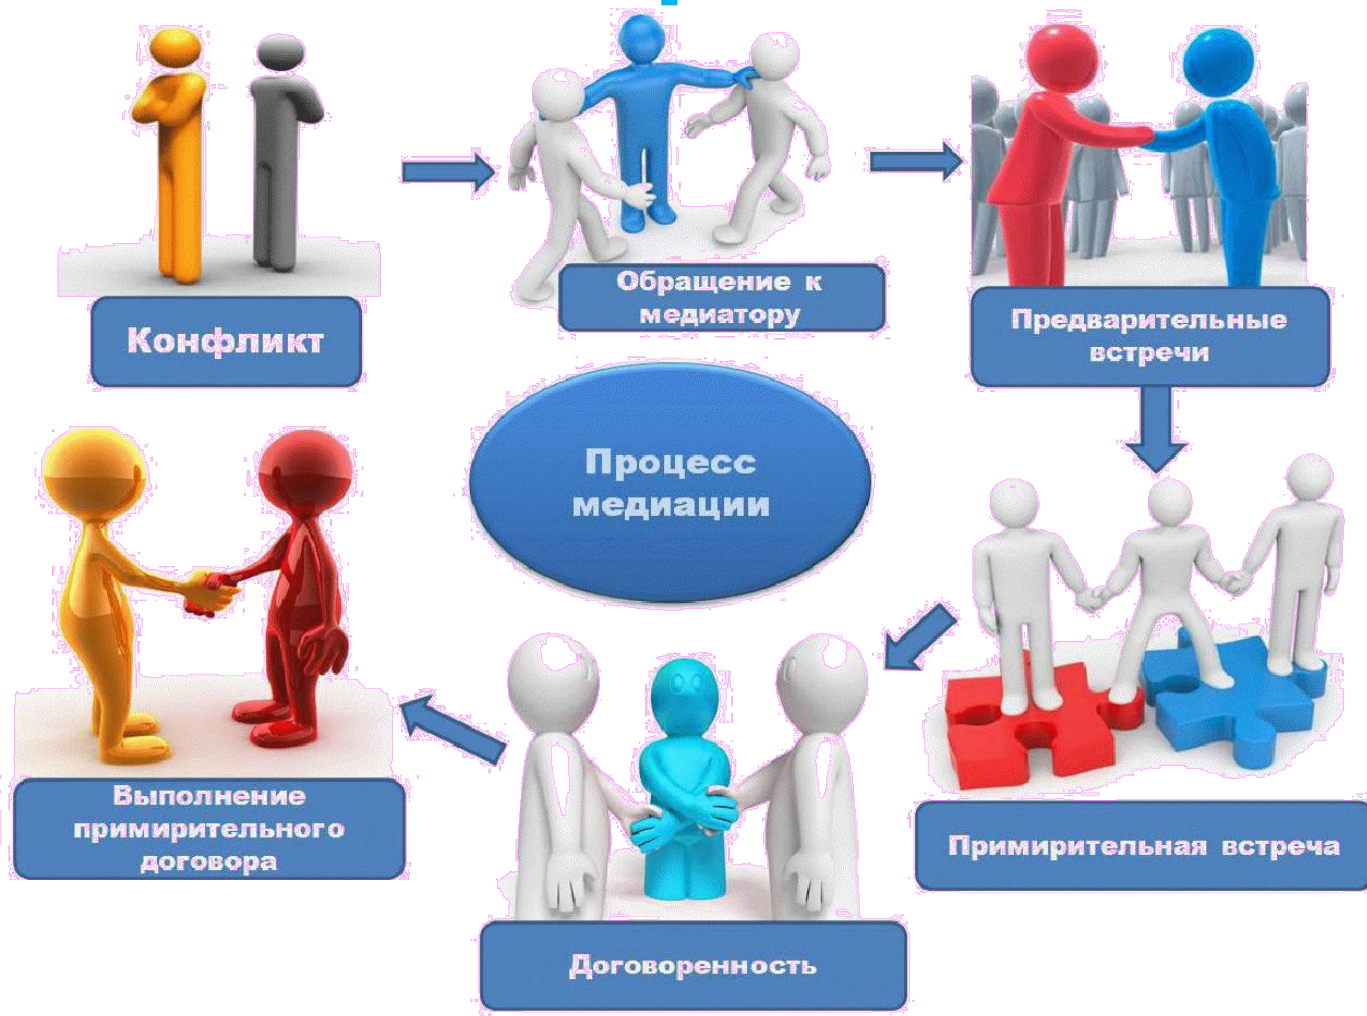 Конфликт
Обращение к
медиатору
Предварительные
встречи
Процесс
медиации
Примирительная встреча
Договоренность
Выполнение
примирительного
договора